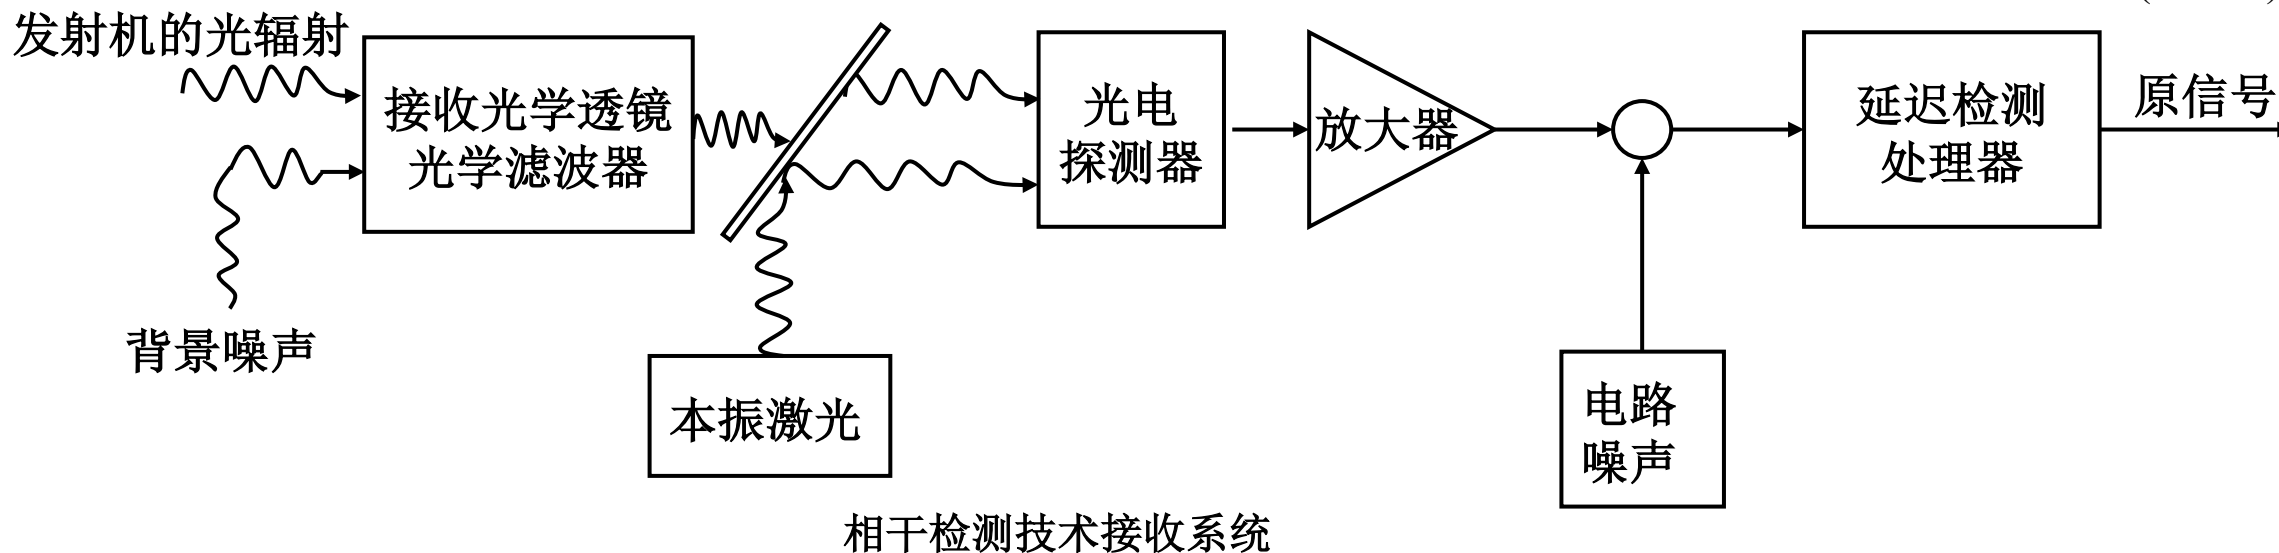 发射机的光辐射
接收光学透镜
光学滤波器
背景噪声
本振激光
光电
探测器
放大器
电路
噪声
延迟检测
处理器
原信号
相干检测技术接收系统